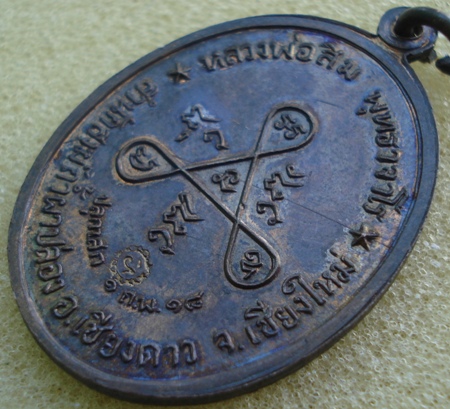 ★ หลวงพ่อสิม พุทธาจาโร ★
สำนักสงฆ์ถ้ำผาปล่อง อ.เชียงดาว จ.เชียงใหม่
ปลุกเสก
๑ ก.พ. ๑๘